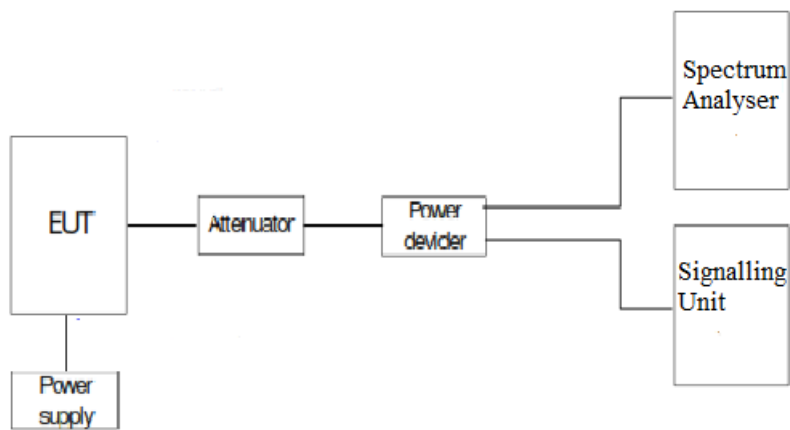 Spectrum
Analyser
EUT
Attenuator
Power
devider
Signalling
Unit
Power
supply